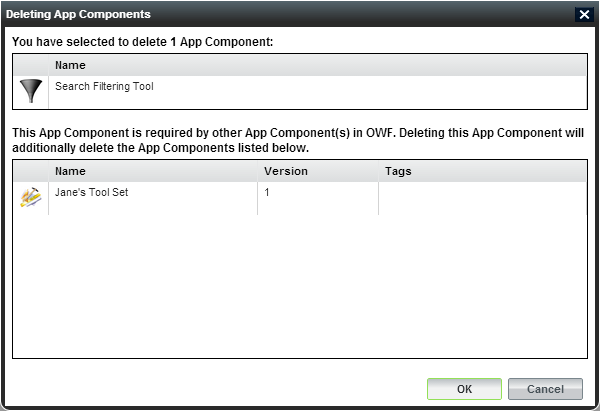 Deleting App Components
You have selected to delete 1 App Component:
Name
Search Filtering Tool
This App Component is required by other App Component(s) in OWF. Deleting this App Component will
additionally delete the App Components listed below.
Name Version Tags
Jane's Tool Set 1
OK Cancel